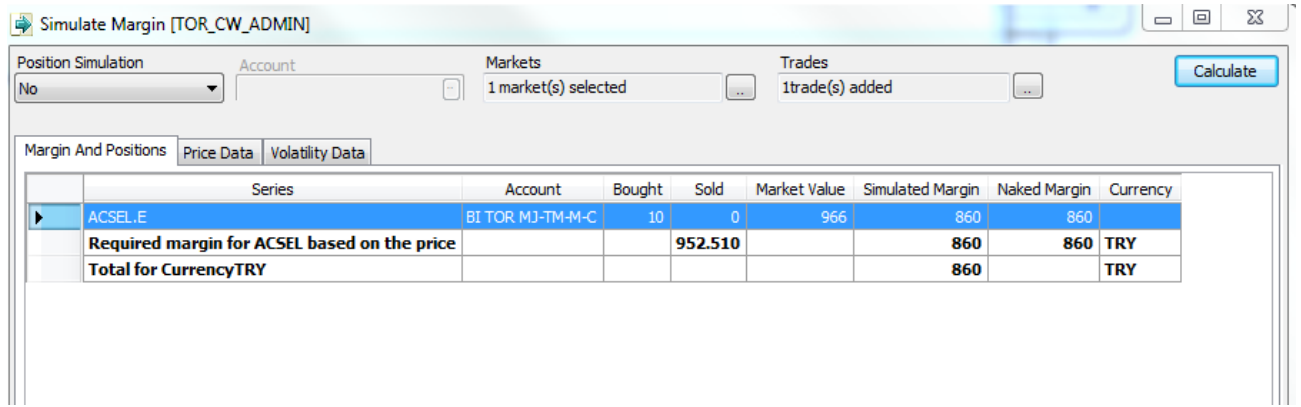 Simulate Margin [TOR_CW_ADMIN]
Position Simulation Account Markets Trades
No 1 market(s) selected .. 1trade(s) added .. Calculate
Margin And Positions Price Data Volatility Data
Series Account Bought Sold Market Value Simulated Margin Naked Margin Currency
ACSEL.E BI TOR MJ-TM-M-C 10 0 966 860 860
Required margin for ACSEL based on the price 952.510 860 860 TRY
Total for CurrencyTRY 860 TRY